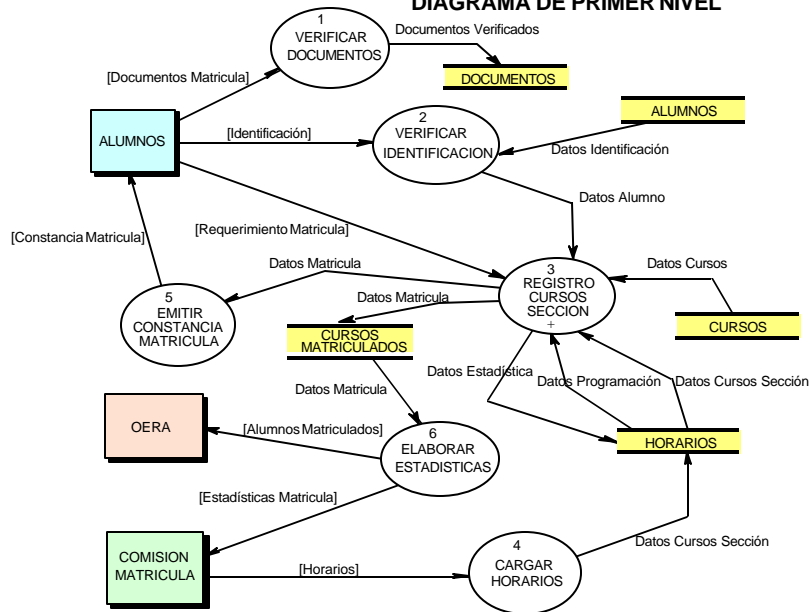 DIAGRAMA DE PRIMER NIVEL
1
VERIFICAR
DOCUMENTOS
Documentos Verificados
DOCUMENTOS
[Documentos Matricula]
ALUMNOS
[Identificación]
2
VERIFICAR
IDENTIFICACION
ALUMNOS
Datos Identificación
Datos Alumno
[Constancia Matricula]
[Requerimiento Matricula]
Datos Matricula
3
REGISTRO
CURSOS
SECCION
+
Datos Cursos
CURSOS
5
EMITIR
CONSTANCIA
MATRICULA
Datos Matricula
CURSOS
MATRICULADOS
Datos Estadística
Datos Programación
Datos Cursos Sección
Datos Matricula
OERA
[Alumnos Matriculados]
6
ELABORAR
ESTADISTICAS
HORARIOS
[Estadísticas Matricula]
COMISION
MATRICULA
[Horarios]
4
CARGAR
HORARIOS
Datos Cursos Sección